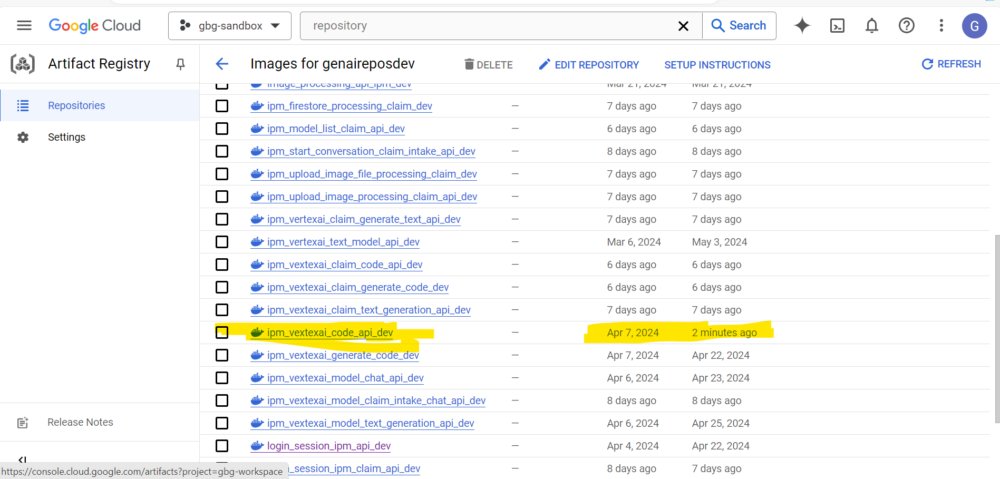 Google Cloud
gbg-sandbox
repository
Search
G
Artifact Registry
Images for genaireposdev
DELETE
EDIT REPOSITORY
SETUP INSTRUCTIONS
REFRESH
Repositories
Settings
image_processing_api_ipm_dev Mar 21, 2024 Mar 21, 2024
ipm_firestore_processing_claim_dev — 7 days ago 7 days ago
ipm_model_list_claim_api_dev — 6 days ago 6 days ago
ipm_start_conversation_claim_intake_api_dev — 8 days ago 8 days ago
ipm_upload_image_file_processing_claim_dev — 7 days ago 7 days ago
ipm_upload_image_processing_claim_api_dev — 7 days ago 7 days ago
ipm_vertexai_claim_generate_text_api_dev — 7 days ago 7 days ago
ipm_vertexai_text_model_api_dev — Mar 6, 2024 May 3, 2024
ipm_vextexai_claim_code_api_dev — 6 days ago 6 days ago
ipm_vextexai_claim_generate_code_dev — 6 days ago 6 days ago
ipm_vextexai_claim_text_generation_api_dev — 7 days ago 7 days ago
ipm_vextexai_code_api_dev — Apr 7, 2024 2 minutes ago
ipm_vextexai_generate_code_dev — Apr 7, 2024 Apr 22, 2024
ipm_vextexai_model_chat_api_dev — Apr 6, 2024 Apr 23, 2024
ipm_vextexai_model_claim_intake_chat_api_dev — 8 days ago 8 days ago
ipm_vextexai_model_text_generation_api_dev — Apr 6, 2024 Apr 25, 2024
login_session_ipm_api_dev — Apr 4, 2024 Apr 22, 2024
_session_ipm_claim_api_dev — 8 days ago 7 days ago
Release Notes
https://console.cloud.google.com/artifacts?project=gbg-workspace